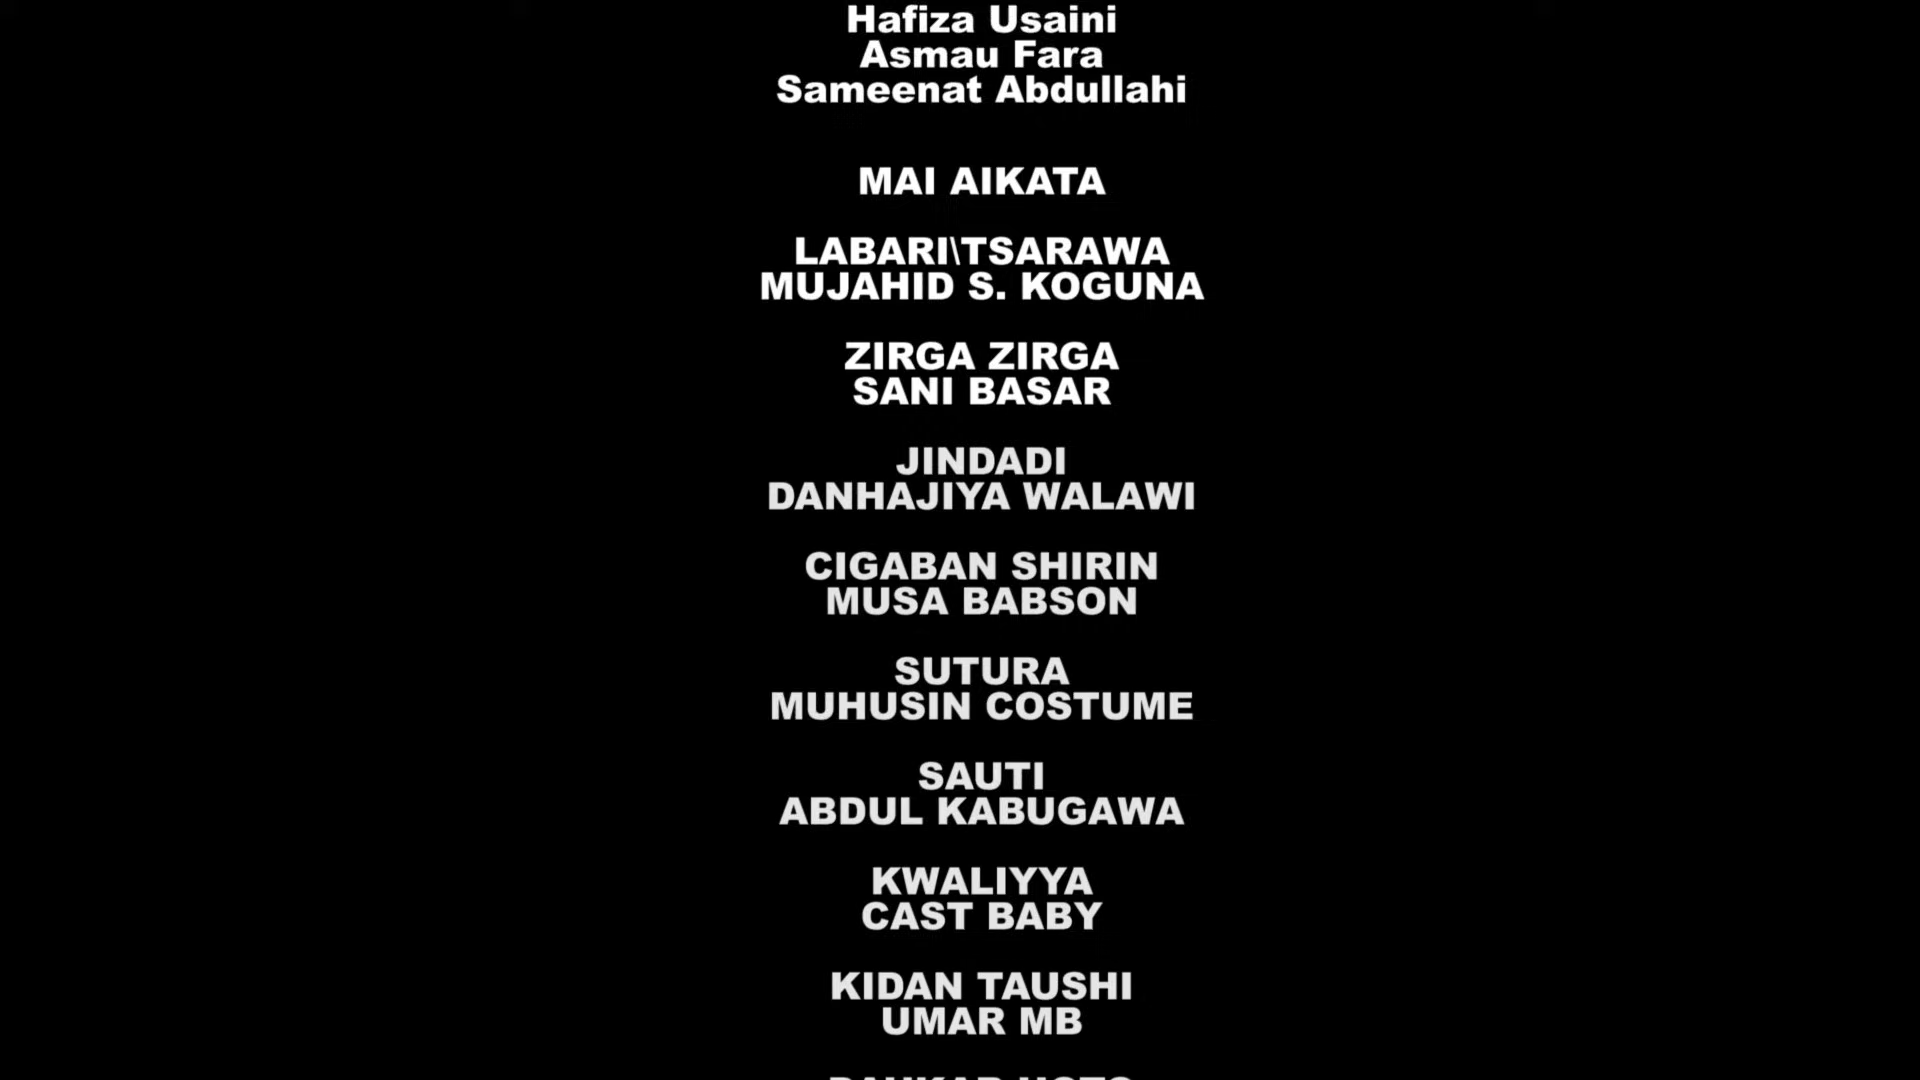 Hafiza Usaini
Asmau Fara
Sameenat Abdullahi
MAI AIKATA
LABARI\TSARAWA
MUJAHID S. KOGUNA
ZIRGA ZIRGA
SANI BASAR
JINDADI
DANHAJIYA WALAWI
CIGABAN SHIRIN
MUSA BABSON
SUTURA
MUHUSIN COSTUME
SAUTI
ABDUL KABUGAWA
KWALIYYA
CAST BABY
KIDAN TAUSHI
UMAR MB